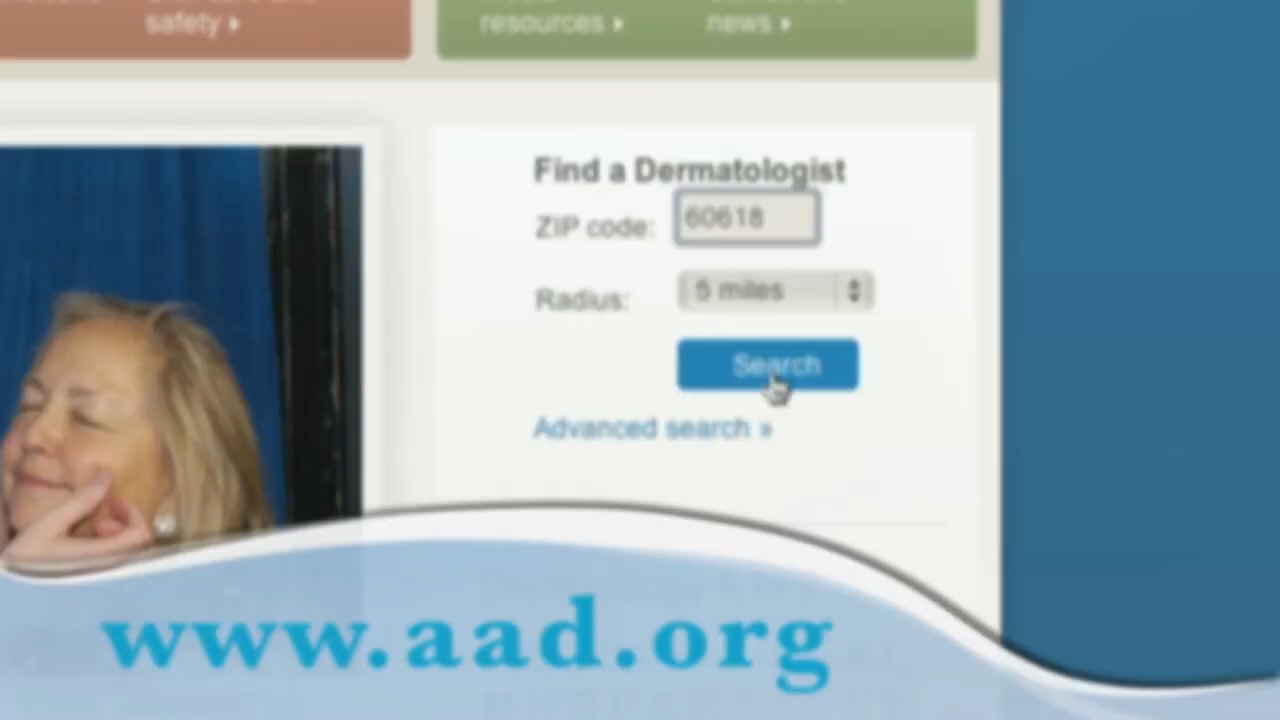 safety
resources
news
Find a Dermatologist
ZIP code: 60618
Radius: 5 miles
Search
Advanced search »
www.aad.org